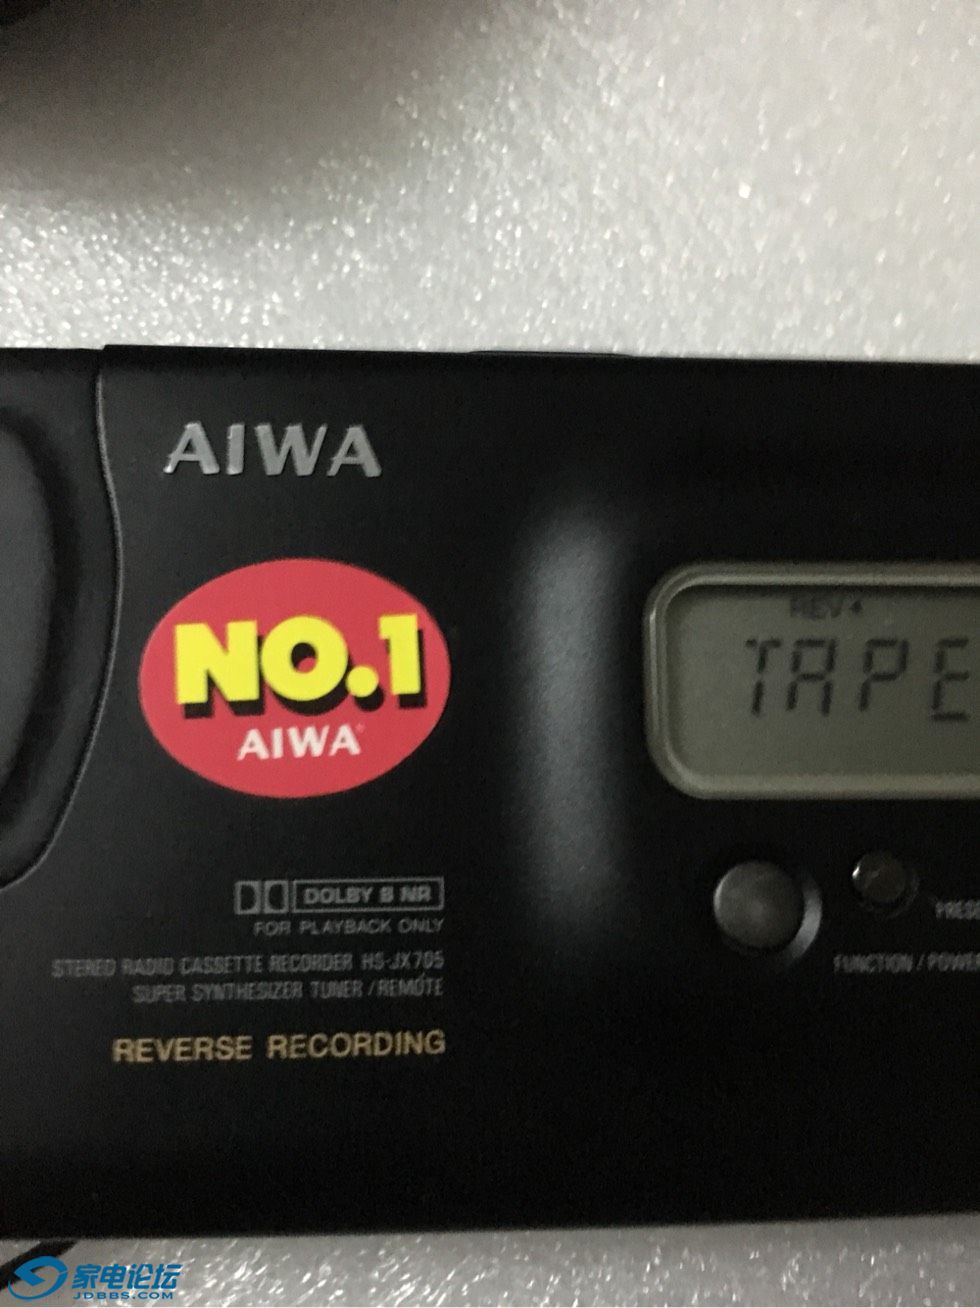 AIWA
NO.1
AIWA
REV
TAPE
DOLBY B NR
FOR PLAYBACK ONLY
STEREO RADIO CASSETTE RECORDER HS-JX705
SUPER SYNTHESIZER TUNER / REMOTE
REVERSE RECORDING
FUNCTION / POWE
家电论坛
JDBBS.COM